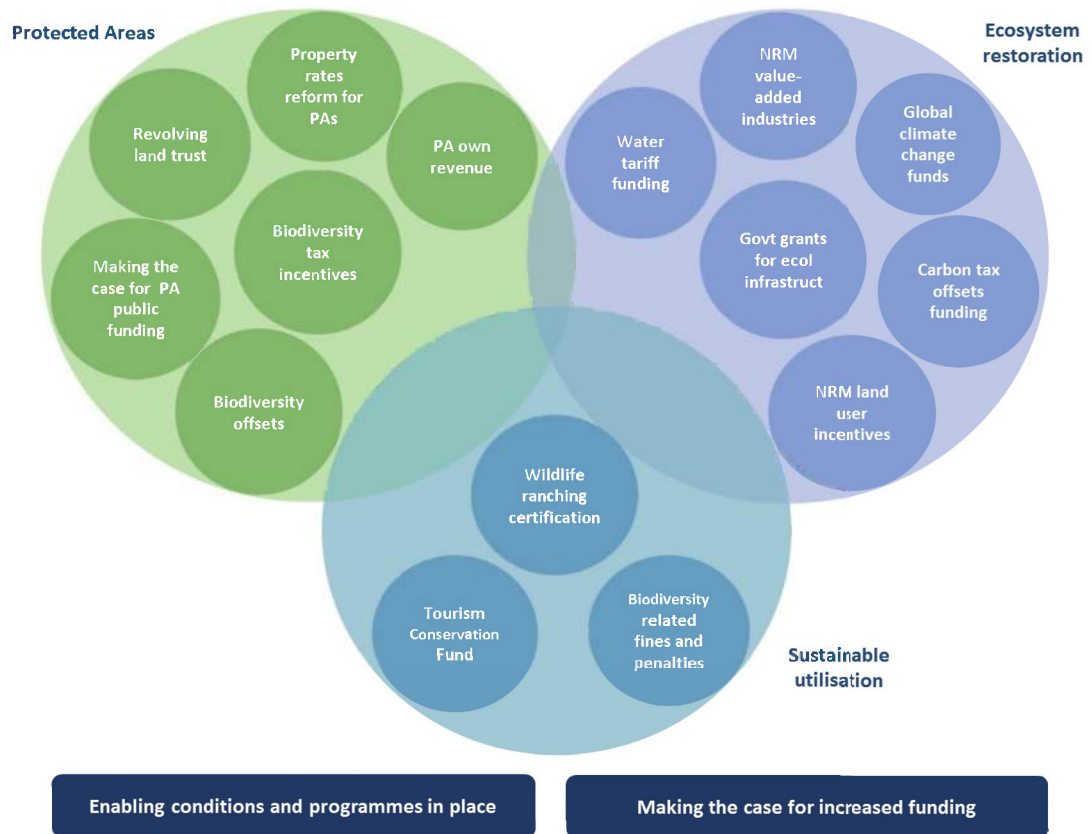 Protected Areas
Property
rates
reform for
PAs
Revolving
land trust
PA own
revenue
Biodiversity
tax
incentives
Making the
case for PA
public
funding
Biodiversity
offsets
Ecosystem
restoration
NRM
value-
added
industries
Water
tariff
funding
Global
climate
change
funds
Govt grants
for ecol
infrastruct
Carbon tax
offsets
funding
NRM land
user
incentives
Wildlife
ranching
certification
Tourism
Conservation
Fund
Biodiversity
related
fines and
penalties
Sustainable
utilisation
Enabling conditions and programmes in place
Making the case for increased funding